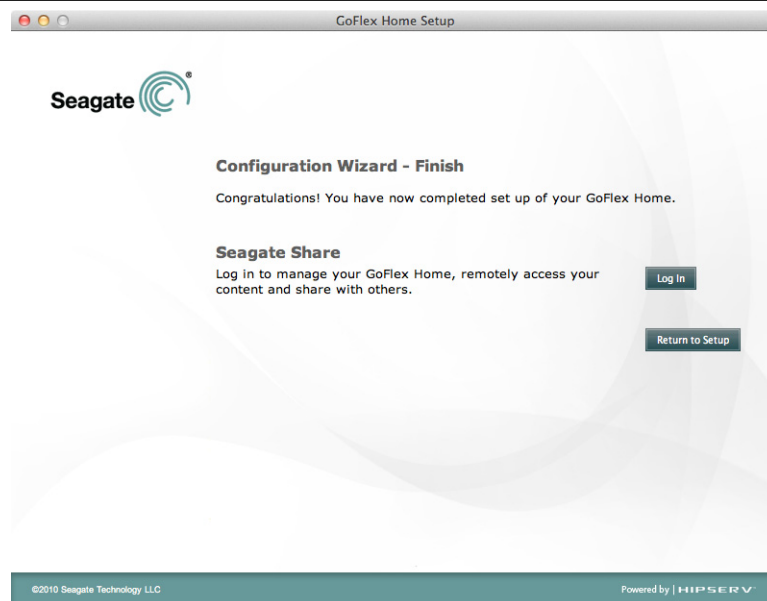 GoFlex Home Setup
Seagate®
Configuration Wizard - Finish
Congratulations! You have now completed set up of your GoFlex Home.
Seagate Share
Log in to manage your GoFlex Home, remotely access your
content and share with others.
Log In
Return to Setup
©2010 Seagate Technology LLC
Powered by | HIPSERV